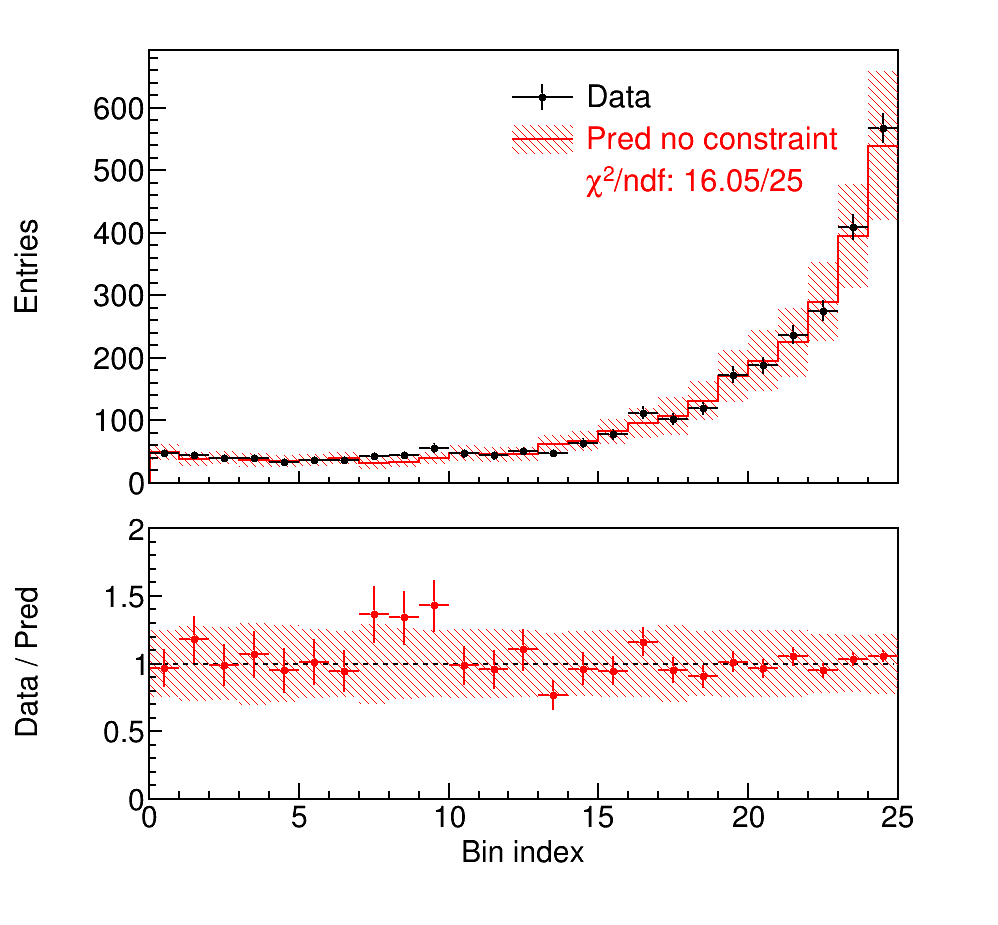 Entries
600
500
400
300
200
100
0
Data
Pred no constraint
χ²/ndf: 16.05/25
Data / Pred
2
1.5
1
0.5
0
0 5 10 15 20 25
Bin index